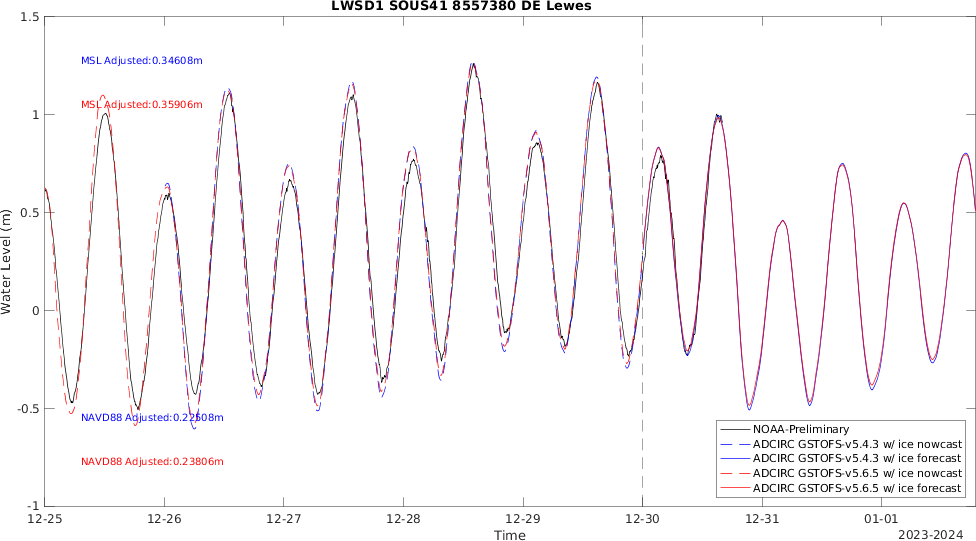 LWSD1 SOUS41 8557380 DE Lewes
1.5
MSL Adjusted:0.34608m
MSL Adjusted:0.35906m
1
0.5
Water Level (m)
0
-0.5
NAVD88 Adjusted:0.22608m
NAVD88 Adjusted:0.23806m
NOAA-Preliminary
ADCIRC GSTOFS-v5.4.3 w/ ice nowcast
ADCIRC GSTOFS-v5.4.3 w/ ice forecast
ADCIRC GSTOFS-v5.6.5 w/ ice nowcast
ADCIRC GSTOFS-v5.6.5 w/ ice forecast
-1
12-25 12-26 12-27 12-28 12-29 12-30 12-31 01-01
Time
2023-2024